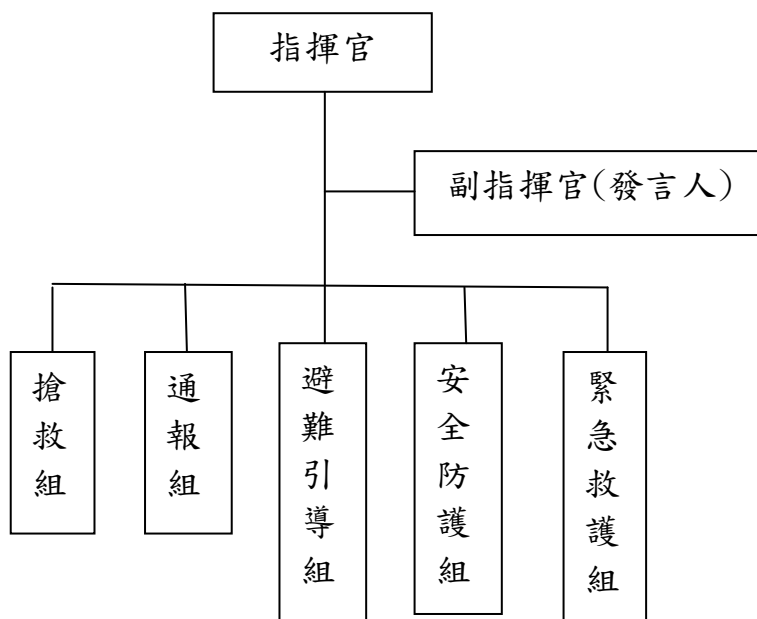 指揮官
副指揮官(發言人)
搶救組
通報組
避難引導組
安全防護組
緊急救護組